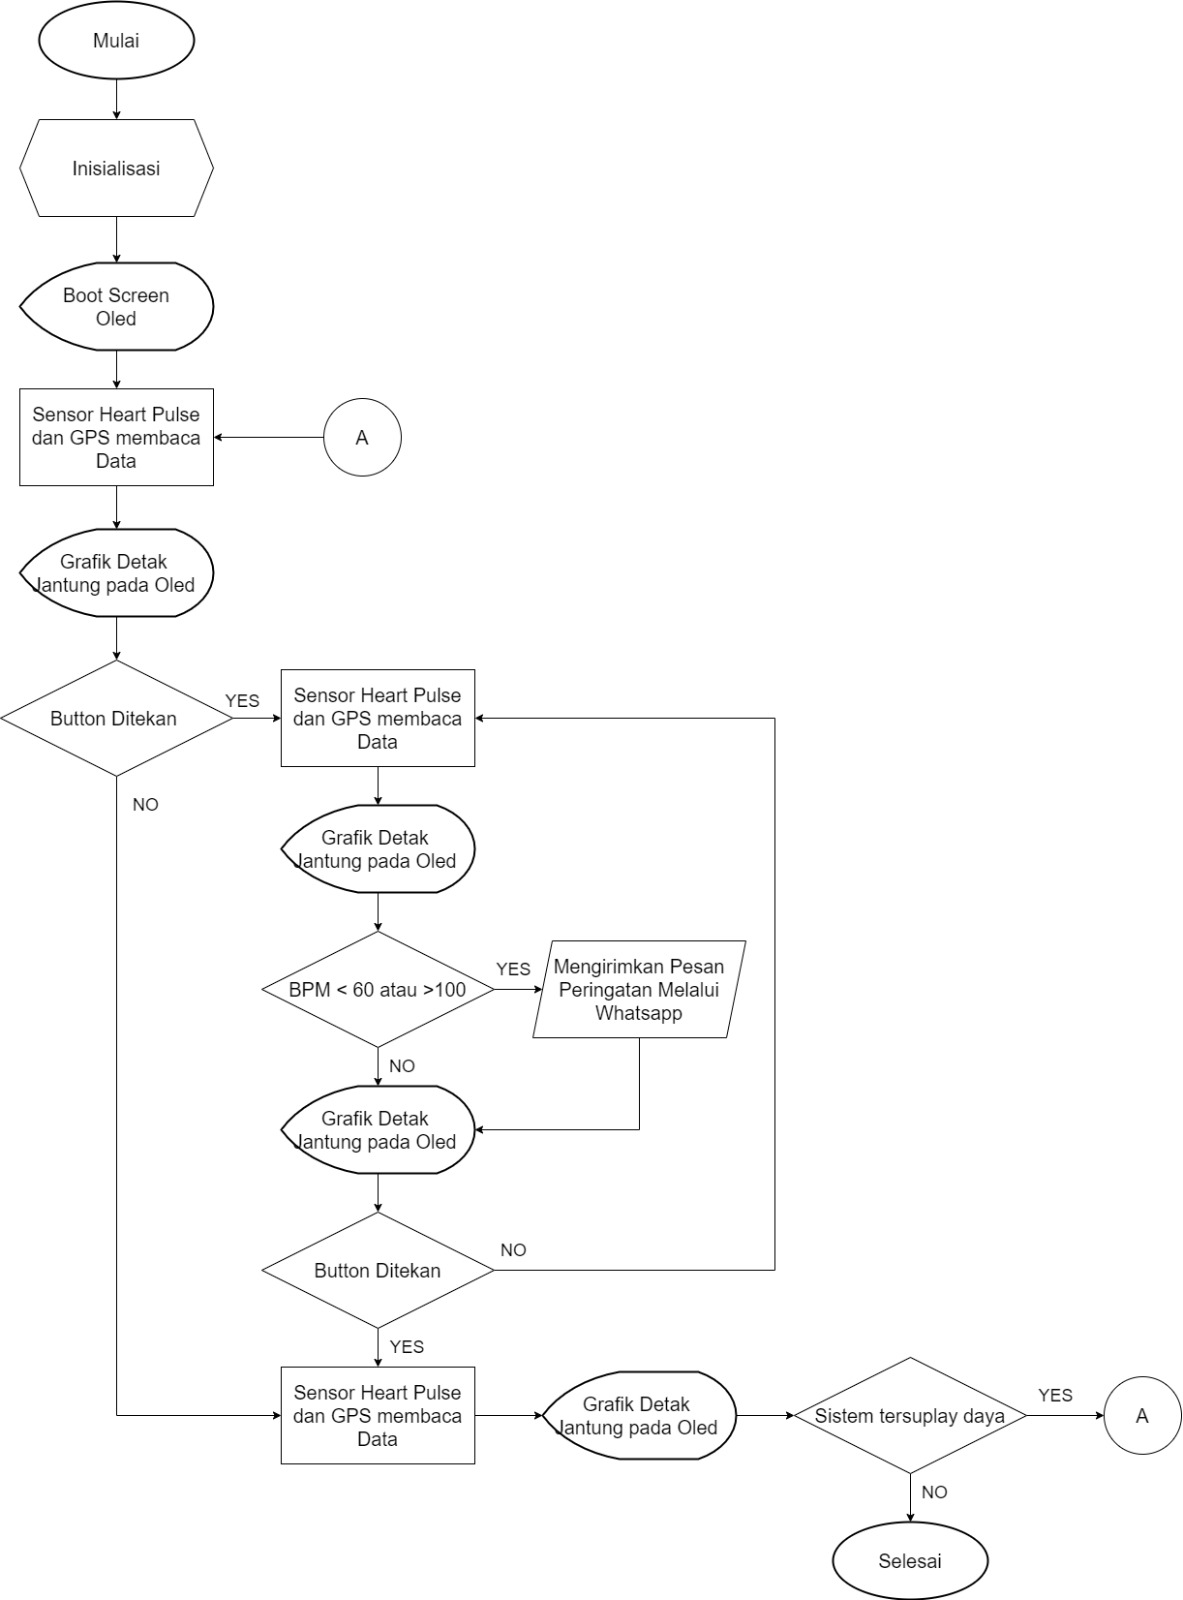 Mulai
Inisialisasi
Boot Screen
Oled
Sensor Heart Pulse
dan GPS membaca
Data
A
Grafik Detak
Jantung pada Oled
Button Ditekan
YES
NO
Sensor Heart Pulse
dan GPS membaca
Data
Grafik Detak
Jantung pada Oled
BPM < 60 atau >100
YES
Mengirimkan Pesan
Peringatan Melalui
Whatsapp
NO
Grafik Detak
Jantung pada Oled
Button Ditekan
NO
YES
Sensor Heart Pulse
dan GPS membaca
Data
Grafik Detak
Jantung pada Oled
Sistem tersuplay daya
YES
A
NO
Selesai